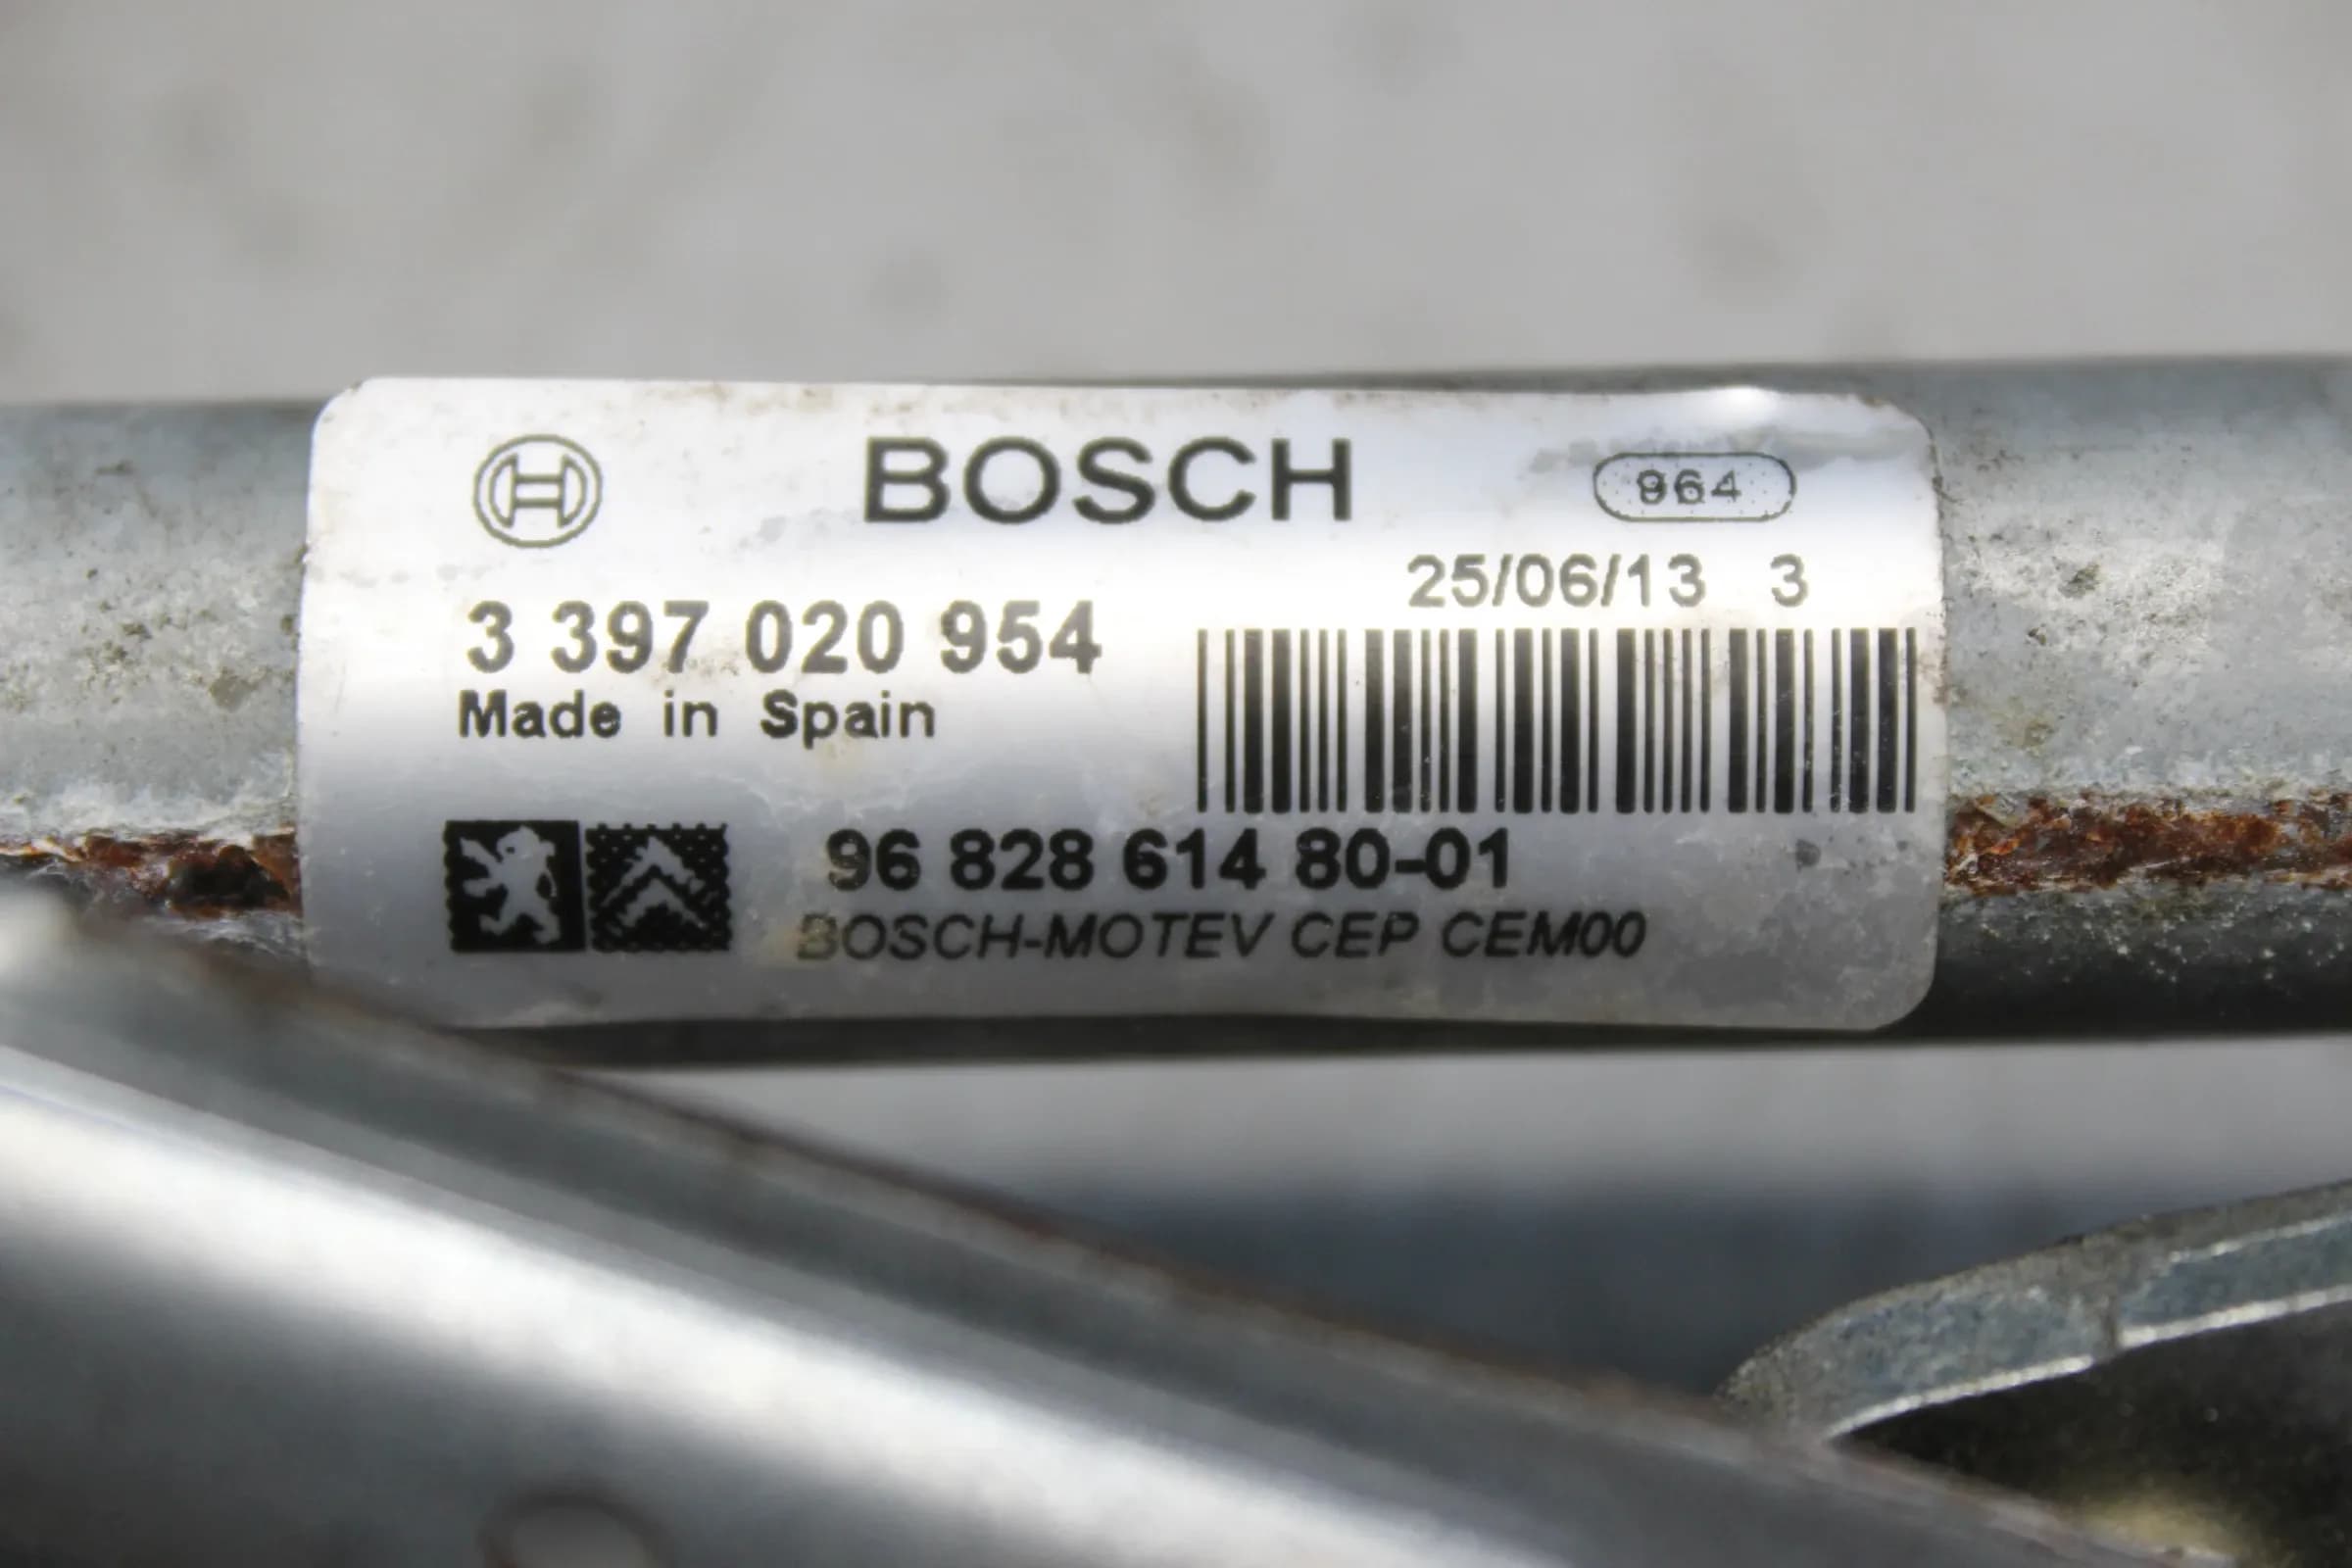 BOSCH
964
25/06/13 3
3 397 020 954
Made in Spain
96 828 614 80-01
BOSCH-MOTEV CEP CEM00